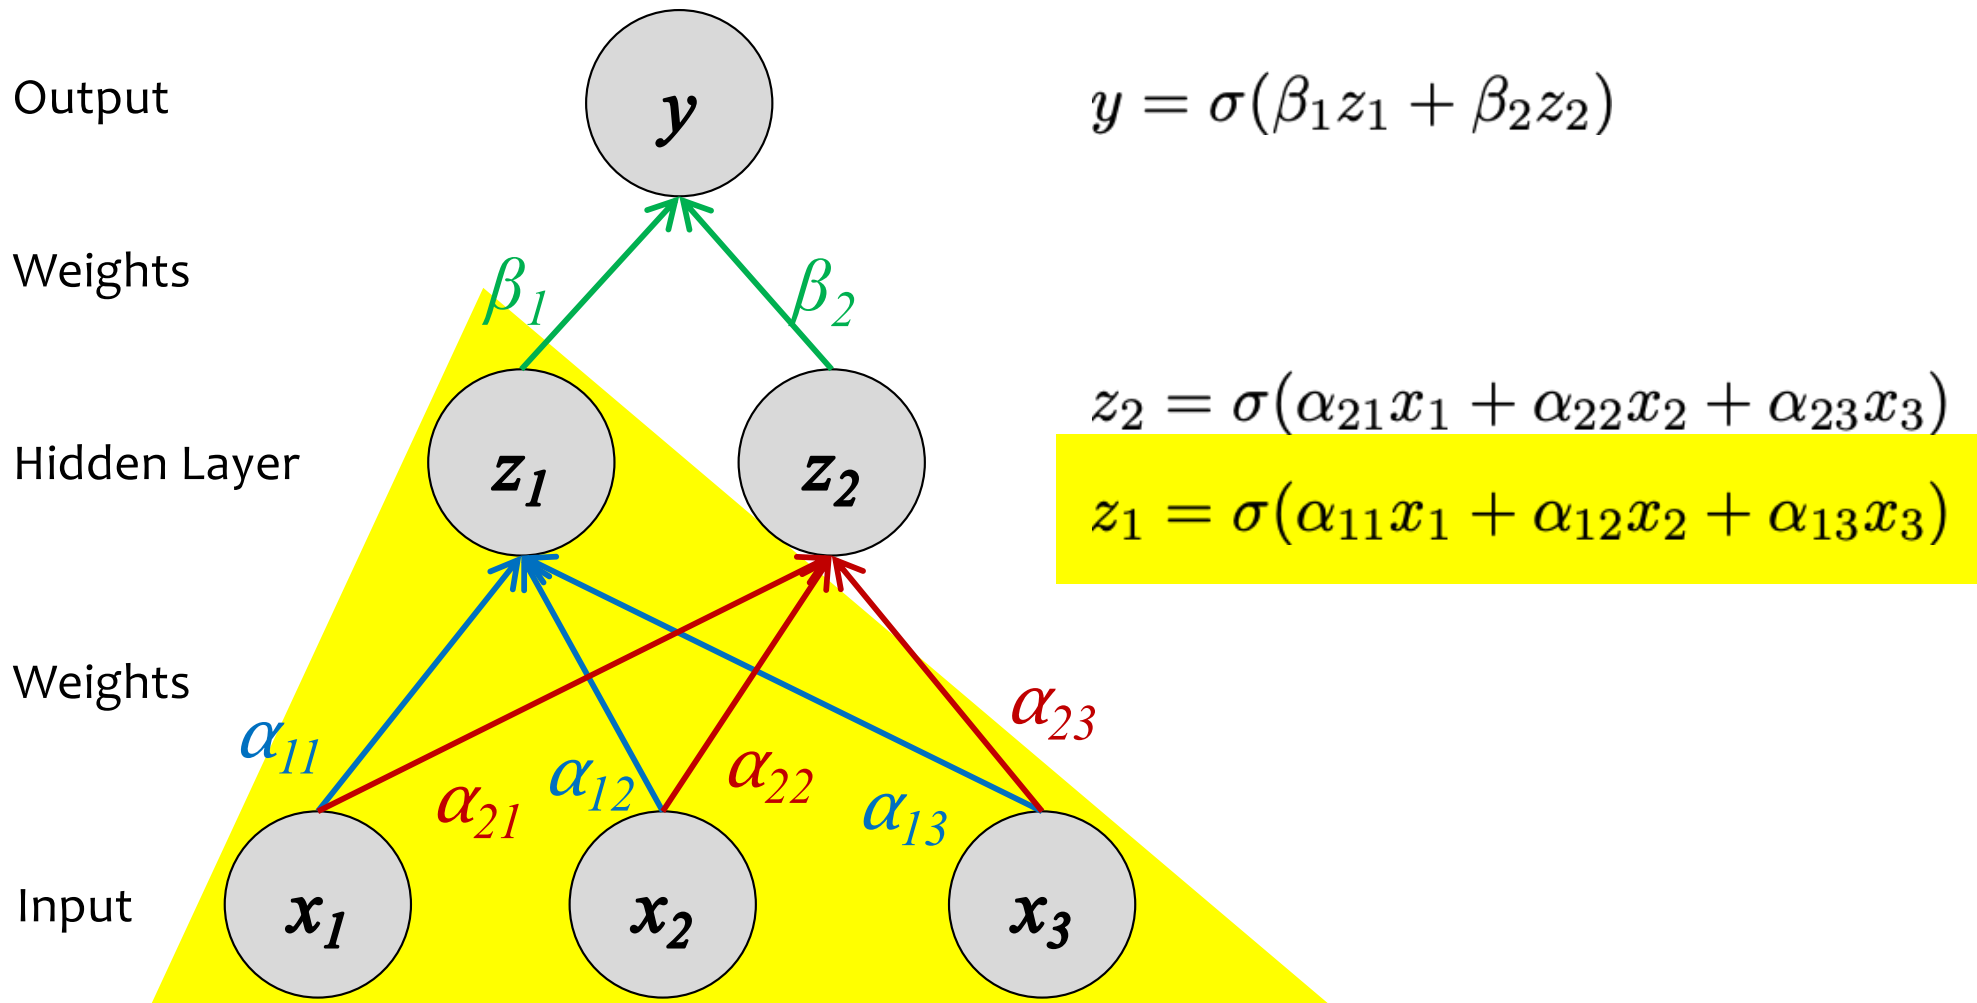 Output
y
y = σ(β₁z₁ + β₂z₂)
Weights
β₁
β₂
Hidden Layer
z₁
z₂
z₂ = σ(α₂₁x₁ + α₂₂x₂ + α₂₃x₃)
z₁ = σ(α₁₁x₁ + α₁₂x₂ + α₁₃x₃)
Weights
α₁₁
α₂₁
α₁₂
α₂₂
α₁₃
α₂₃
Input
x₁
x₂
x₃